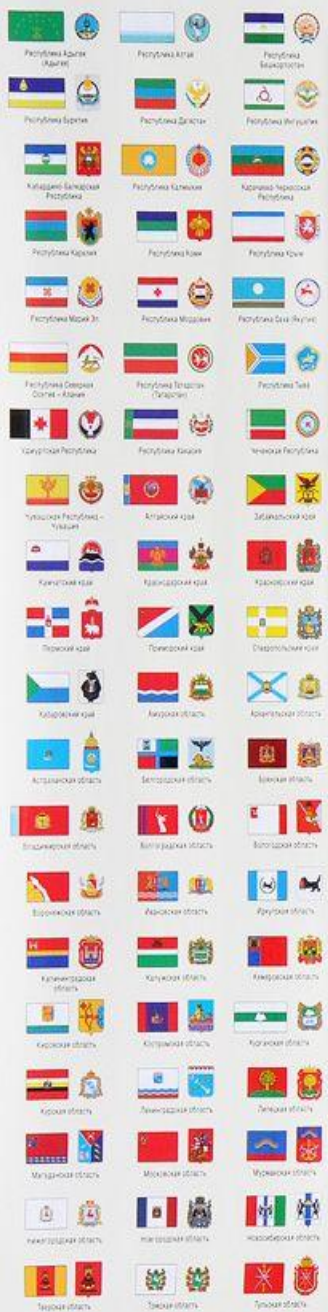 Республика Адыгея
(Адыгея)
Республика Алтай
Республика
Башкортостан
Республика Бурятия
Республика Дагестан
Республика Ингушетия
Кабардино-Балкарская
Республика
Республика Калмыкия
Карачаево-Черкесская
Республика
Республика Карелия
Республика Коми
Республика Крым
Республика Марий Эл
Республика Мордовия
Республика Саха (Якутия)
Республика Северная
Осетия – Алания
Республика Татарстан
(Татарстан)
Республика Тыва
Удмуртская Республика
Республика Хакасия
Чеченская Республика
Чувашская Республика –
Чувашия
Алтайский край
Забайкальский край
Камчатский край
Краснодарский край
Красноярский край
Пермский край
Приморский край
Ставропольский край
Хабаровский край
Амурская область
Архангельская область
Астраханская область
Белгородская область
Брянская область
Владимирская область
Волгоградская область
Вологодская область
Воронежская область
Ивановская область
Иркутская область
Калининградская
область
Калужская область
Кемеровская область
Кировская область
Костромская область
Курганская область
Курская область
Ленинградская область
Липецкая область
Магаданская область
Московская область
Мурманская область
Нижегородская область
Новгородская область
Новосибирская область
Тверская область
Томская область
Тульская область